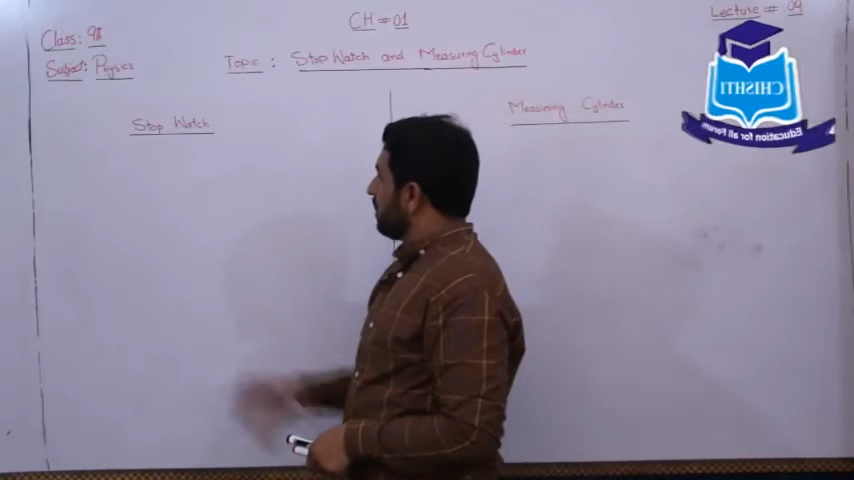 CH = 01
Lecture # 09
Class: 9th
Subject: Physics
Topic : Stop Watch and Measuring Cylinder
Stop Watch
Measuring Cylinder
CHISHTI
Education for all Forum